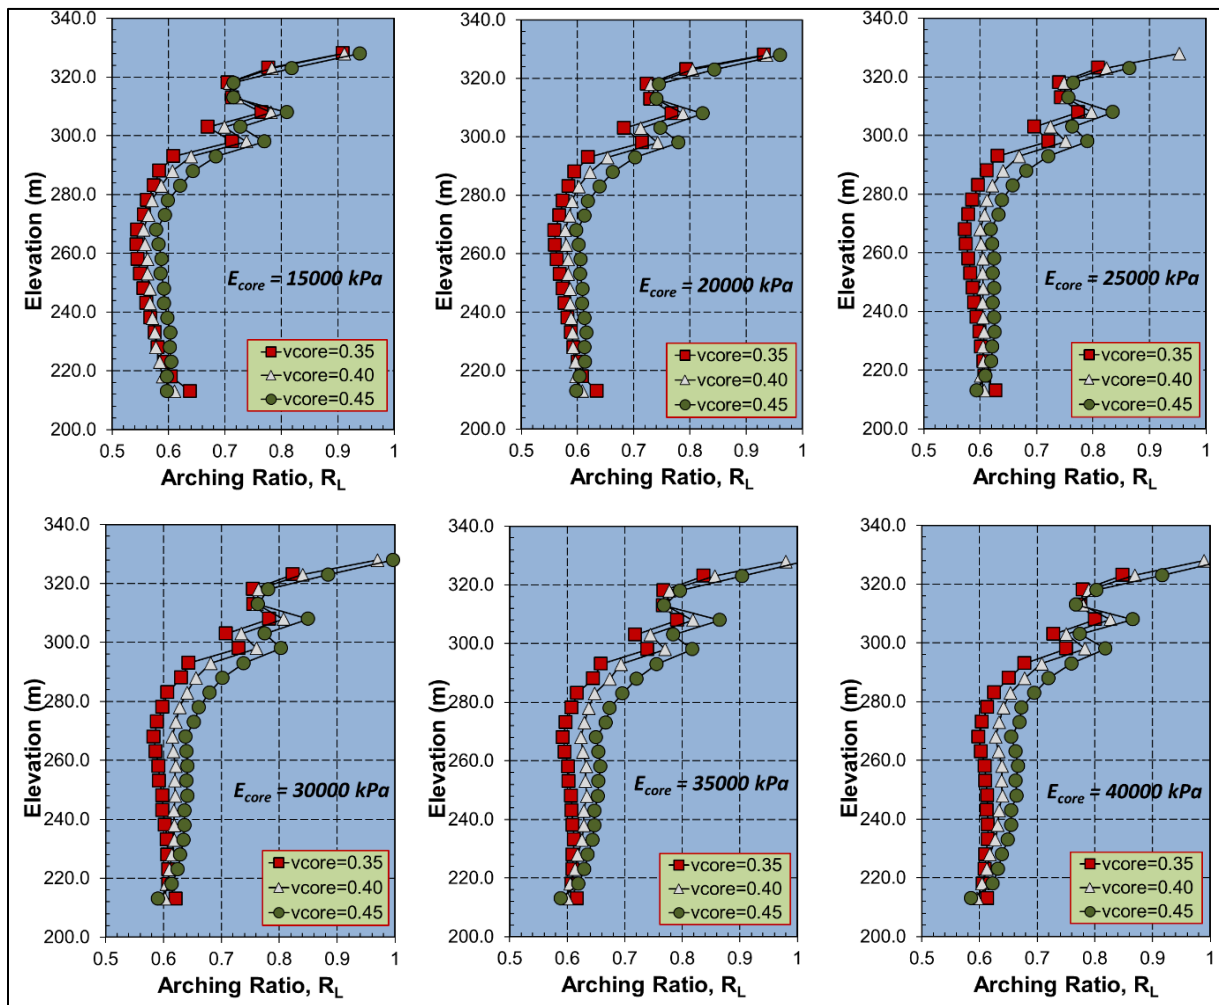 340.0
320.0
300.0
280.0
260.0
240.0
220.0
200.0
Elevation (m)
E_core = 15000 kPa
vcore=0.35
vcore=0.40
vcore=0.45
0.5 0.6 0.7 0.8 0.9 1
Arching Ratio, R_L
340.0
320.0
300.0
280.0
260.0
240.0
220.0
200.0
Elevation (m)
E_core = 20000 kPa
vcore=0.35
vcore=0.40
vcore=0.45
0.5 0.6 0.7 0.8 0.9 1
Arching Ratio, R_L
340.0
320.0
300.0
280.0
260.0
240.0
220.0
200.0
Elevation (m)
E_core = 25000 kPa
vcore=0.35
vcore=0.40
vcore=0.45
0.5 0.6 0.7 0.8 0.9 1
Arching Ratio, R_L
340.0
320.0
300.0
280.0
260.0
240.0
220.0
200.0
Elevation (m)
E_core = 30000 kPa
vcore=0.35
vcore=0.40
vcore=0.45
0.5 0.6 0.7 0.8 0.9 1
Arching Ratio, R_L
340.0
320.0
300.0
280.0
260.0
240.0
220.0
200.0
Elevation (m)
E_core = 35000 kPa
vcore=0.35
vcore=0.40
vcore=0.45
0.5 0.6 0.7 0.8 0.9 1
Arching Ratio, R_L
340.0
320.0
300.0
280.0
260.0
240.0
220.0
200.0
Elevation (m)
E_core = 40000 kPa
vcore=0.35
vcore=0.40
vcore=0.45
0.5 0.6 0.7 0.8 0.9 1
Arching Ratio, R_L